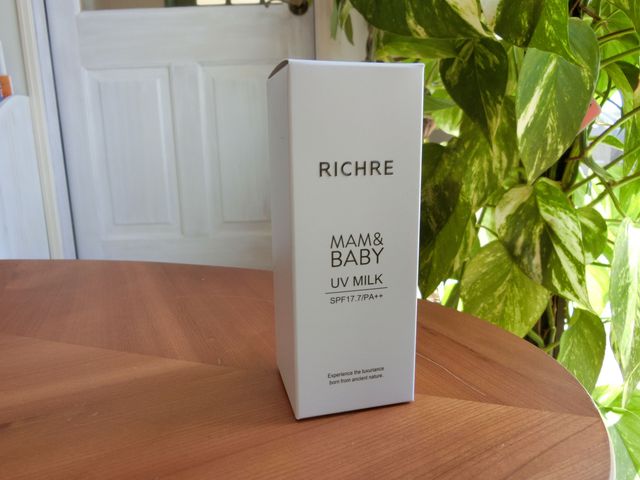 RICHRE
MAM&
BABY
UV MILK
SPF17.7/PA++
Experience the luxuriance
born from ancient nature.